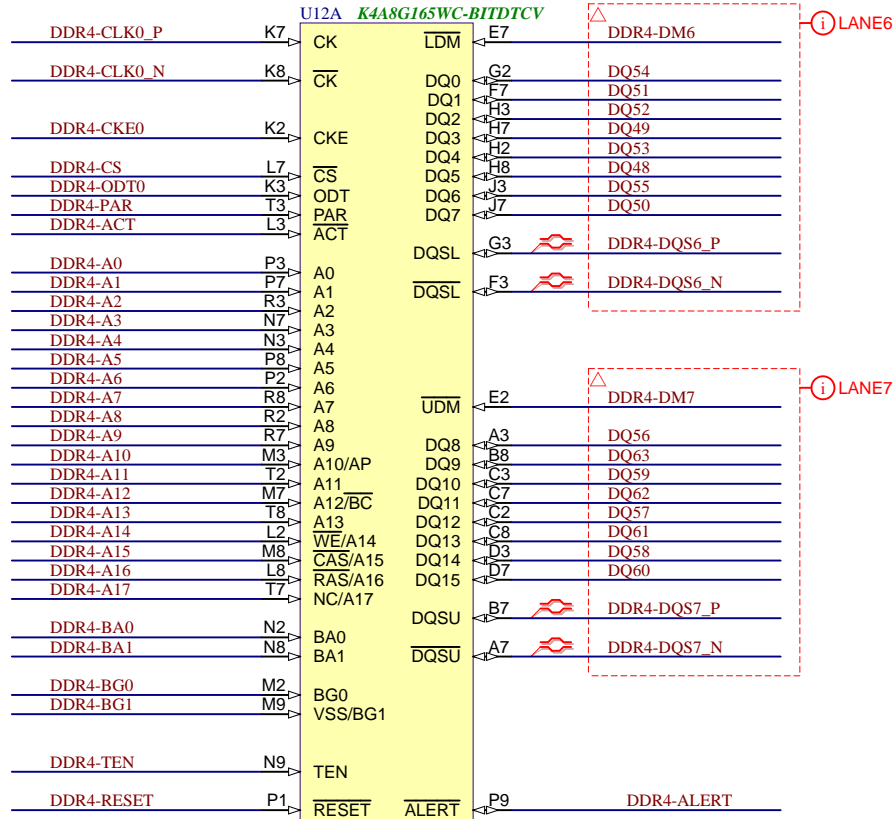 U12A K4A8G165WC-BITDTCV
DDR4-CLK0_P K7 CK LDM E7 DDR4-DM6 i LANE6
DDR4-CLK0_N K8 CK DQ0 G2 DQ54
DQ1 F7 DQ51
DQ2 H3 DQ52
DDR4-CKE0 K2 CKE DQ3 H7 DQ49
DQ4 H2 DQ53
DDR4-CS L7 CS DQ5 H8 DQ48
DDR4-ODT0 K3 ODT DQ6 J3 DQ55
DDR4-PAR T3 PAR DQ7 J7 DQ50
DDR4-ACT L3 ACT
DQSL G3 DDR4-DQS6_P
DDR4-A0 P3 A0
DDR4-A1 P7 A1 DQSL F3 DDR4-DQS6_N
DDR4-A2 R3 A2
DDR4-A3 N7 A3
DDR4-A4 N3 A4
DDR4-A5 P8 A5
DDR4-A6 P2 A6
DDR4-A7 R8 A7 UDM E2 DDR4-DM7 i LANE7
DDR4-A8 R2 A8
DDR4-A9 R7 A9 DQ8 A3 DQ56
DDR4-A10 M3 A10/AP DQ9 B8 DQ63
DDR4-A11 T2 A11 DQ10 C3 DQ59
DDR4-A12 M7 A12/BC DQ11 C7 DQ62
DDR4-A13 T8 A13 DQ12 C2 DQ57
DDR4-A14 L2 WE/A14 DQ13 C8 DQ61
DDR4-A15 M8 CAS/A15 DQ14 D3 DQ58
DDR4-A16 L8 RAS/A16 DQ15 D7 DQ60
DDR4-A17 T7 NC/A17
DQSU B7 DDR4-DQS7_P
DDR4-BA0 N2 BA0
DDR4-BA1 N8 BA1 DQSU A7 DDR4-DQS7_N
DDR4-BG0 M2 BG0
DDR4-BG1 M9 VSS/BG1
DDR4-TEN N9 TEN
DDR4-RESET P1 RESET ALERT P9 DDR4-ALERT